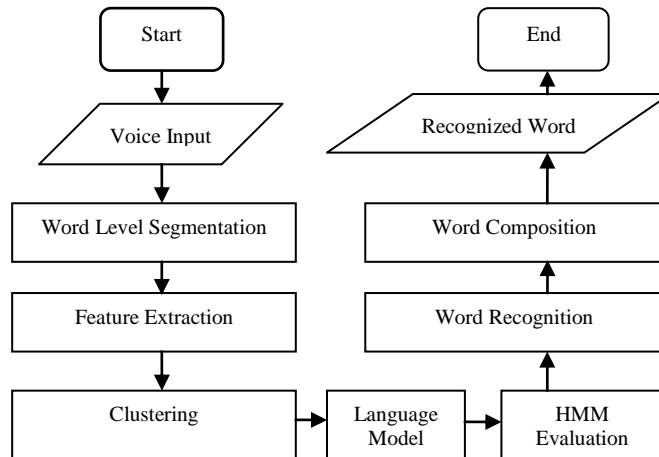 Start
Voice Input
Word Level Segmentation
Feature Extraction
Clustering
Language
Model
HMM
Evaluation
Word Recognition
Word Composition
Recognized Word
End